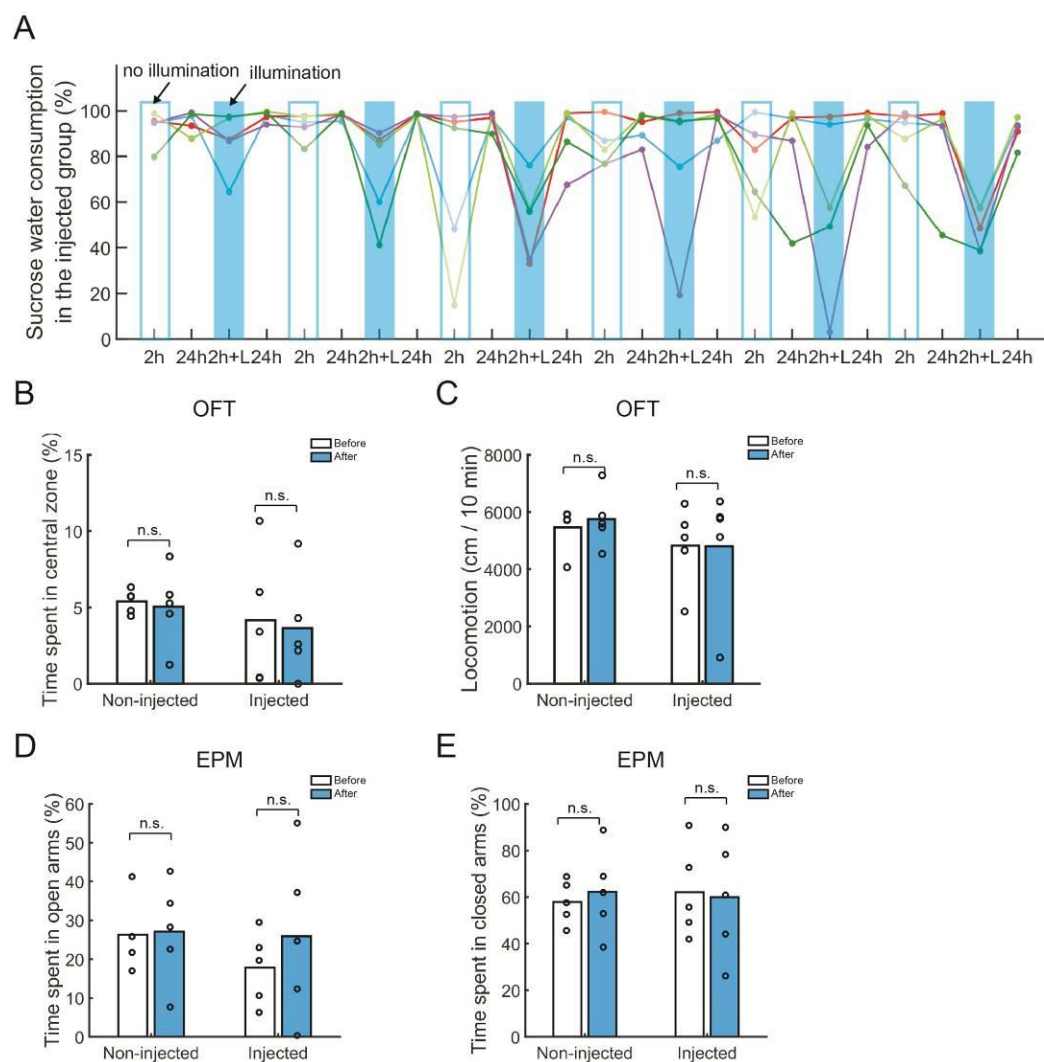 A
no illumination
illumination
Sucrose water consumption
in the injected group (%)
100
80
60
40
20
0
2h 24h2h+L24h 2h 24h2h+L24h 2h 24h2h+L24h 2h 24h2h+L24h 2h 24h2h+L24h 2h 24h2h+L24h
B
OFT
Before
After
Time spent in central zone (%)
15
10
5
0
n.s.
n.s.
Non-injected Injected
C
OFT
Before
After
Locomotion (cm / 10 min)
8000
6000
4000
2000
0
n.s.
n.s.
Non-injected Injected
D
EPM
Before
After
Time spent in open arms (%)
60
50
40
30
20
10
0
n.s.
n.s.
Non-injected Injected
E
EPM
Before
After
Time spent in closed arms (%)
100
80
60
40
20
0
n.s.
n.s.
Non-injected Injected